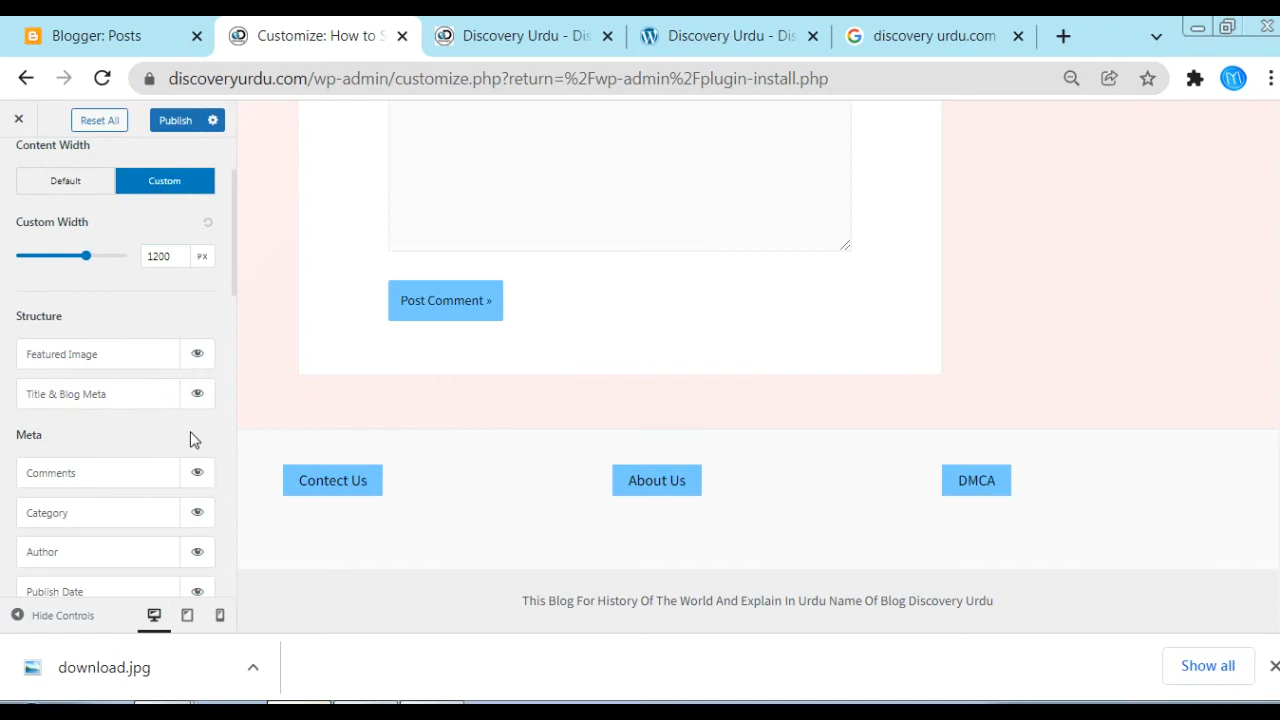 Blogger: Posts
Customize: How to S
Discovery Urdu - Dis
Discovery Urdu - Dis
discovery urdu.com
discoveryurdu.com/wp-admin/customize.php?return=%2Fwp-admin%2Fplugin-install.php
Reset All
Publish
Content Width
Default
Custom
Custom Width
1200
PX
Structure
Featured Image
Title & Blog Meta
Meta
Comments
Category
Author
Publish Date
Hide Controls
Post Comment »
Contect Us
About Us
DMCA
This Blog For History Of The World And Explain In Urdu Name Of Blog Discovery Urdu
download.jpg
Show all